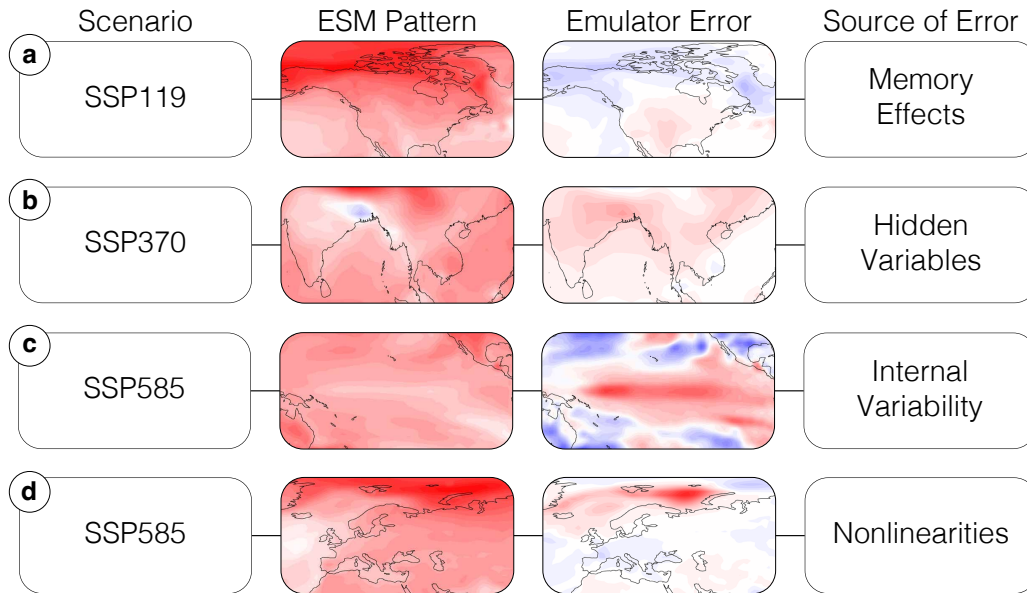 Scenario
ESM Pattern
Emulator Error
Source of Error
a
SSP119
Memory
Effects
b
SSP370
Hidden
Variables
c
SSP585
Internal
Variability
d
SSP585
Nonlinearities